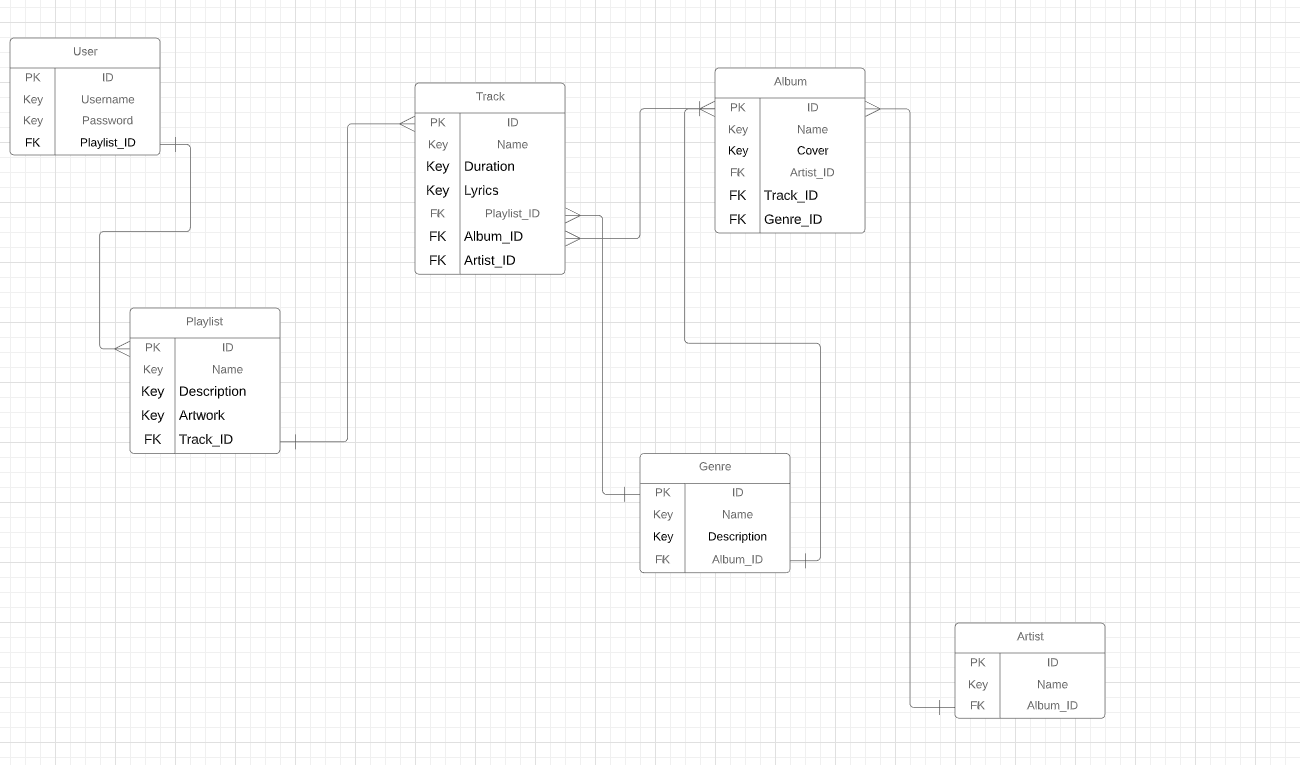 User
PK ID
Key Username
Key Password
FK Playlist_ID
Track
PK ID
Key Name
Key Duration
Key Lyrics
FK Playlist_ID
FK Album_ID
FK Artist_ID
Album
PK ID
Key Name
Key Cover
FK Artist_ID
FK Track_ID
FK Genre_ID
Playlist
PK ID
Key Name
Key Description
Key Artwork
FK Track_ID
Genre
PK ID
Key Name
Key Description
FK Album_ID
Artist
PK ID
Key Name
FK Album_ID